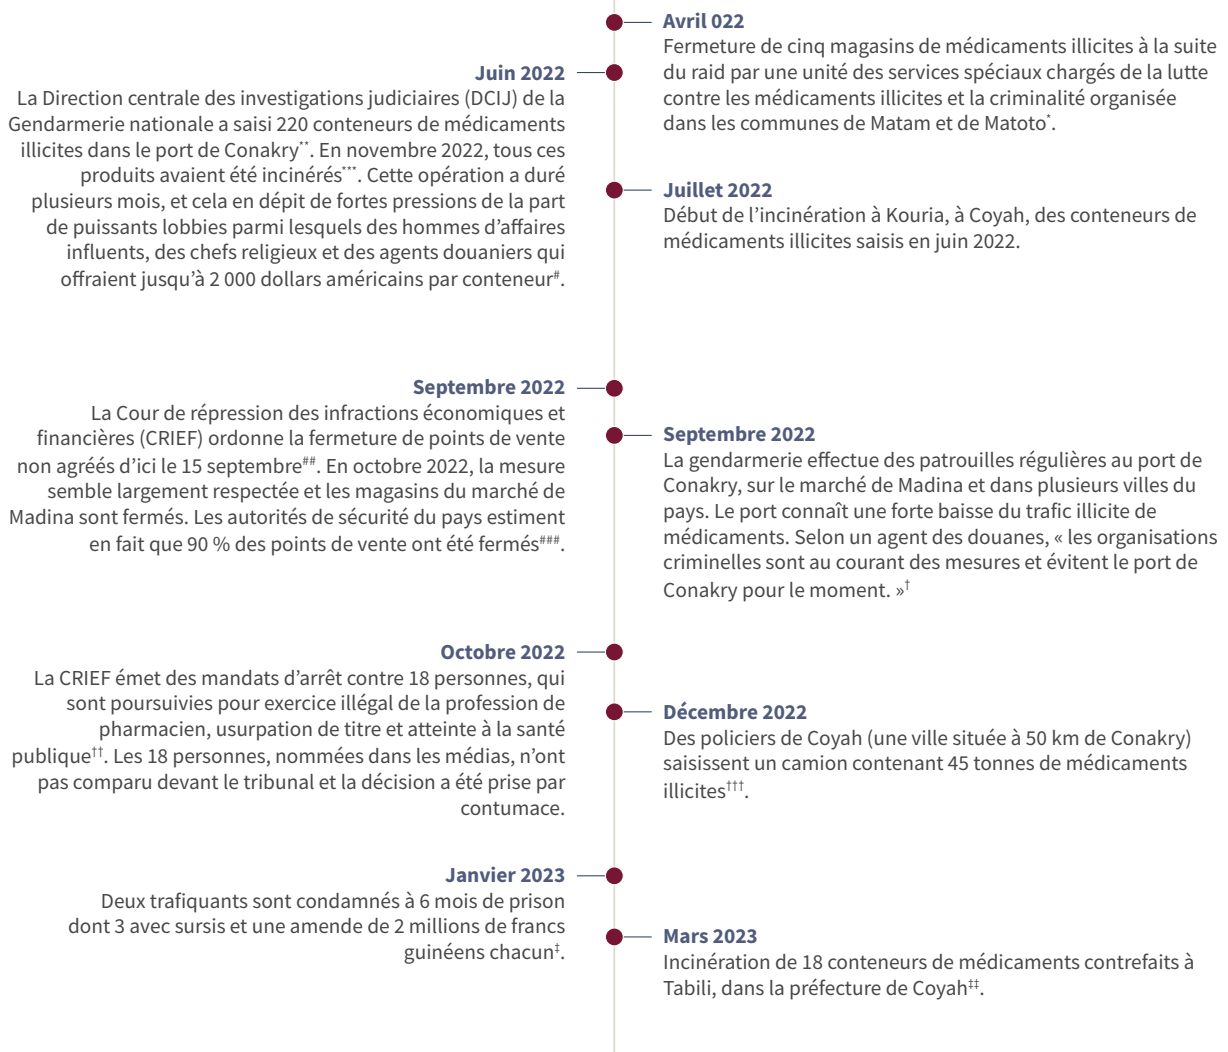 Avril 022
Fermeture de cinq magasins de médicaments illicites à la suite
du raid par une unité des services spéciaux chargés de la lutte
contre les médicaments illicites et la criminalité organisée
dans les communes de Matam et de Matoto*.
Juin 2022
La Direction centrale des investigations judiciaires (DCIJ) de la
Gendarmerie nationale a saisi 220 conteneurs de médicaments
illicites dans le port de Conakry**. En novembre 2022, tous ces
produits avaient été incinérés***. Cette opération a duré
plusieurs mois, et cela en dépit de fortes pressions de la part
de puissants lobbies parmi lesquels des hommes d’affaires
influents, des chefs religieux et des agents douaniers qui
offraient jusqu’à 2 000 dollars américains par conteneur#.
Juillet 2022
Début de l’incinération à Kouria, à Coyah, des conteneurs de
médicaments illicites saisis en juin 2022.
Septembre 2022
La Cour de répression des infractions économiques et
financières (CRIEF) ordonne la fermeture de points de vente
non agréés d’ici le 15 septembre##. En octobre 2022, la mesure
semble largement respectée et les magasins du marché de
Madina sont fermés. Les autorités de sécurité du pays estiment
en fait que 90 % des points de vente ont été fermés###.
Septembre 2022
La gendarmerie effectue des patrouilles régulières au port de
Conakry, sur le marché de Madina et dans plusieurs villes du
pays. Le port connaît une forte baisse du trafic illicite de
médicaments. Selon un agent des douanes, « les organisations
criminelles sont au courant des mesures et évitent le port de
Conakry pour le moment. »†
Octobre 2022
La CRIEF émet des mandats d’arrêt contre 18 personnes, qui
sont poursuivies pour exercice illégal de la profession de
pharmacien, usurpation de titre et atteinte à la santé
publique††. Les 18 personnes, nommées dans les médias, n’ont
pas comparu devant le tribunal et la décision a été prise par
contumace.
Décembre 2022
Des policiers de Coyah (une ville située à 50 km de Conakry)
saisissent un camion contenant 45 tonnes de médicaments
illicites†††.
Janvier 2023
Deux trafiquants sont condamnés à 6 mois de prison
dont 3 avec sursis et une amende de 2 millions de francs
guinéens chacun‡.
Mars 2023
Incinération de 18 conteneurs de médicaments contrefaits à
Tabili, dans la préfecture de Coyah‡‡.